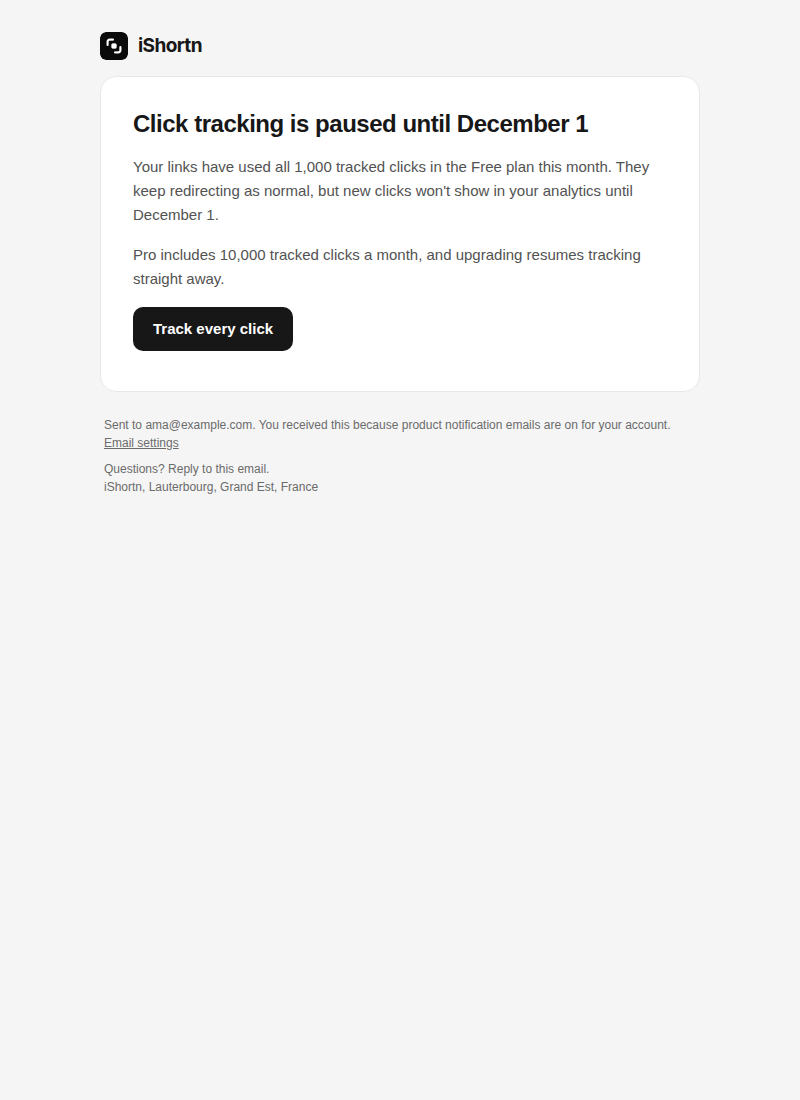 iShortn
Click tracking is paused until December 1
Your links have used all 1,000 tracked clicks in the Free plan this month. They
keep redirecting as normal, but new clicks won't show in your analytics until
December 1.
Pro includes 10,000 tracked clicks a month, and upgrading resumes tracking
straight away.
Track every click
Sent to ama@example.com. You received this because product notification emails are on for your account.
Email settings
Questions? Reply to this email.
iShortn, Lauterbourg, Grand Est, France